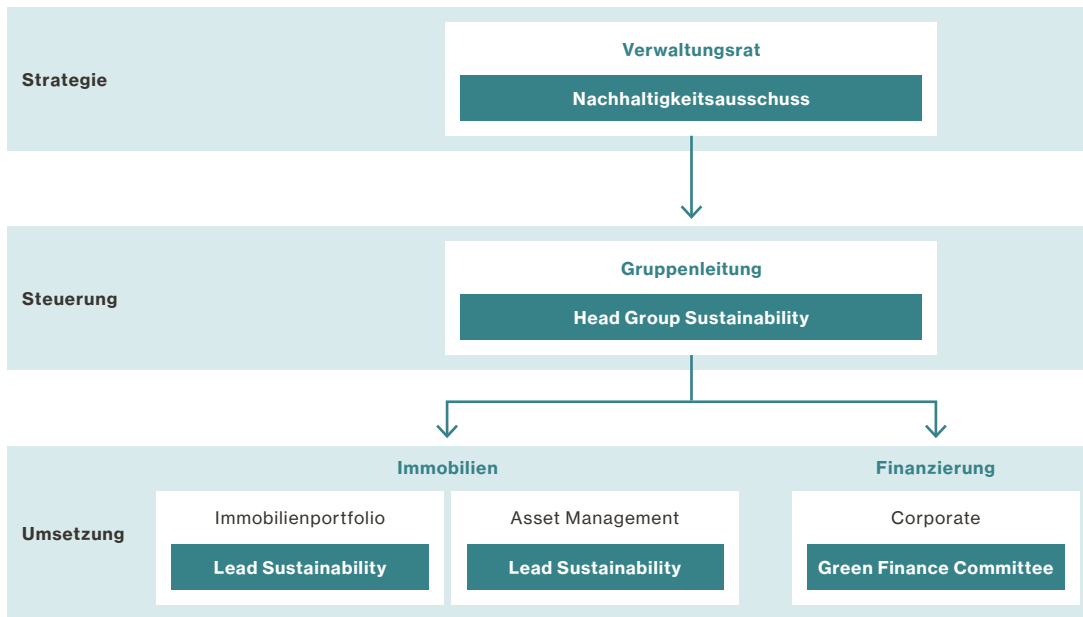 Strategie
Verwaltungsrat
Nachhaltigkeitsausschuss
Steuerung
Gruppenleitung
Head Group Sustainability
Umsetzung
Immobilien
Immobilienportfolio
Lead Sustainability
Asset Management
Lead Sustainability
Finanzierung
Corporate
Green Finance Committee